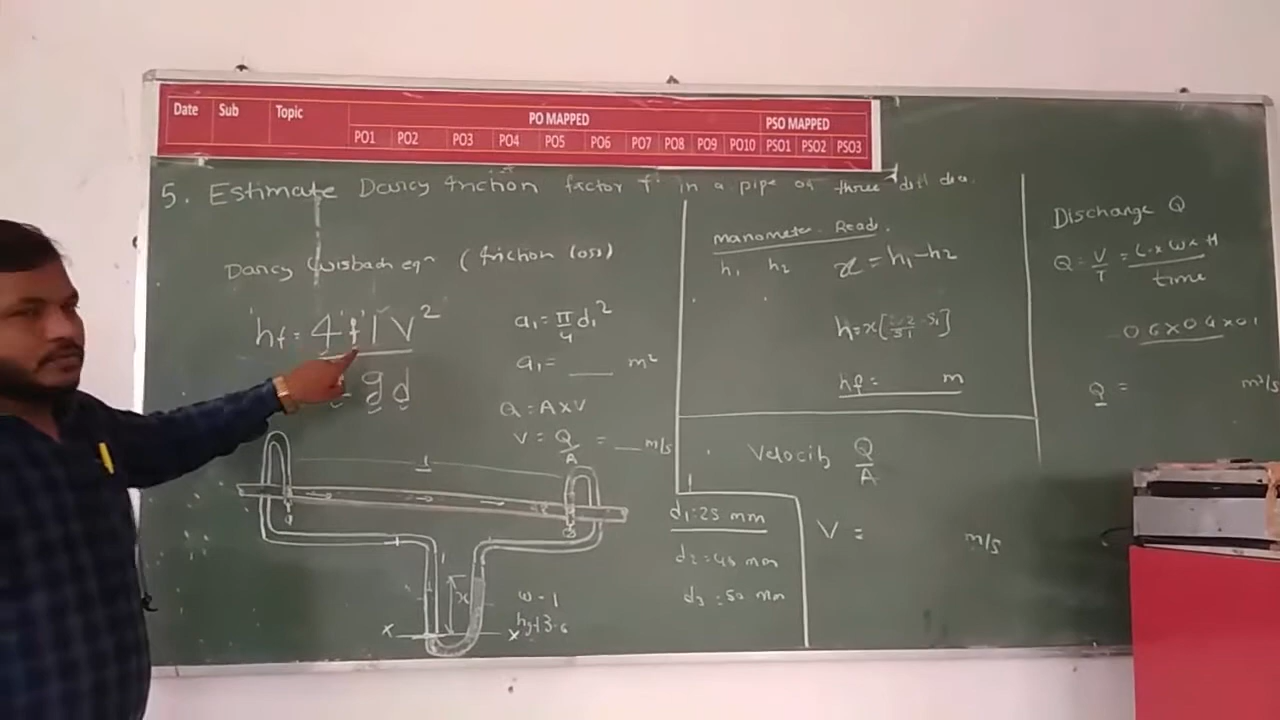 Date Sub Topic PO MAPPED PSO MAPPED
PO1 PO2 PO3 PO4 PO5 PO6 PO7 PO8 PO9 PO10 PSO1 PSO2 PSO3
5. Estimate Darcy friction factor 'f' in a pipe of three diff dia.
Darcy Weisbach eqn (friction loss)
hf = 4 'f' l V²
g d
a₁ = π/4 d₁²
a₁ = ___ m²
Q = A x V
V = Q/A = __ m/s
l
x
X X
w - 1
hg 13.6
Manometer Read.
h₁ h₂ x = h₁ - h₂
hf = ___ m
Velocity Q/A
V = m/s
d₁ = 25 mm
d₂ = 40 mm
d₃ = 50 mm
Discharge Q
Q = V/T = L x W x H / time
0.6 x 0.4 x 0.1
Q = m³/s